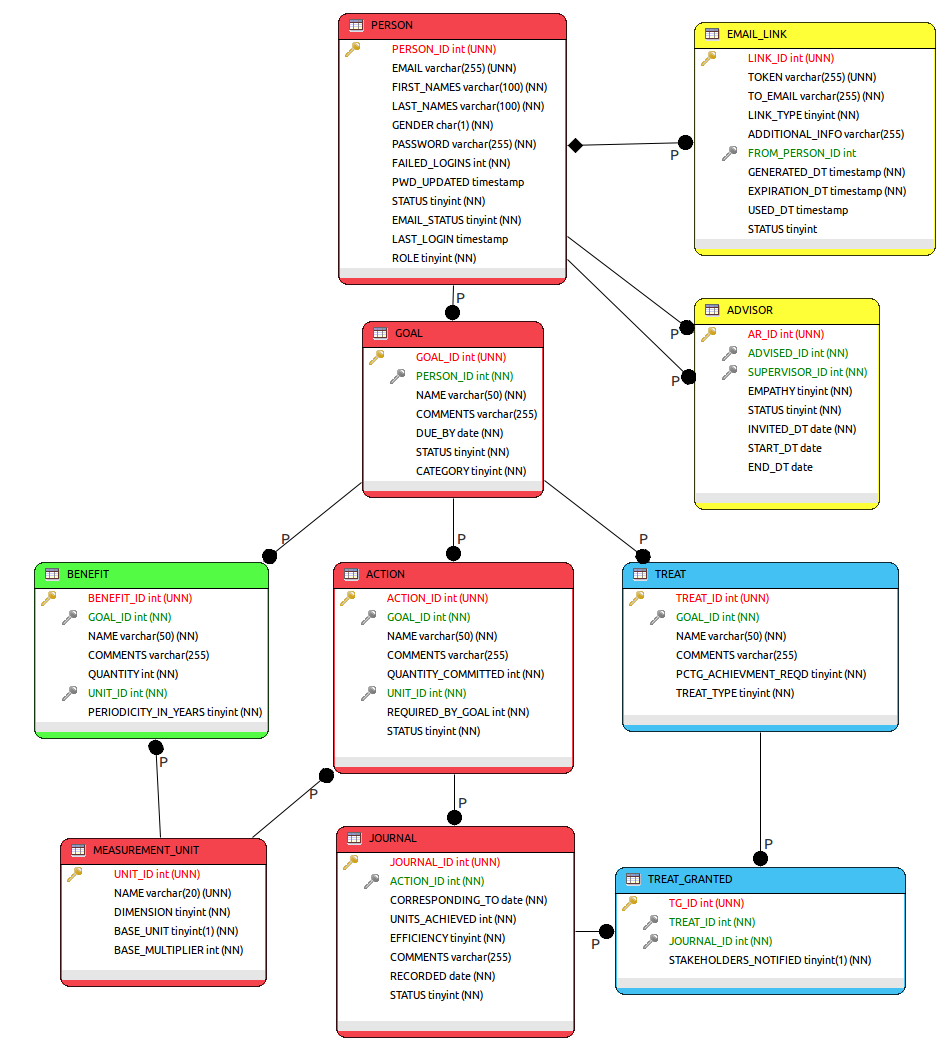 PERSON
PERSON_ID int (UNN)
EMAIL varchar(255) (UNN)
FIRST_NAMES varchar(100) (NN)
LAST_NAMES varchar(100) (NN)
GENDER char(1) (NN)
PASSWORD varchar(255) (NN)
FAILED_LOGINS int (NN)
PWD_UPDATED timestamp
STATUS tinyint (NN)
EMAIL_STATUS tinyint (NN)
LAST_LOGIN timestamp
ROLE tinyint (NN)
EMAIL_LINK
LINK_ID int (UNN)
TOKEN varchar(255) (UNN)
TO_EMAIL varchar(255) (NN)
LINK_TYPE tinyint (NN)
ADDITIONAL_INFO varchar(255)
FROM_PERSON_ID int
GENERATED_DT timestamp (NN)
EXPIRATION_DT timestamp (NN)
USED_DT timestamp
STATUS tinyint
P
P
P
P
ADVISOR
AR_ID int (UNN)
ADVISED_ID int (NN)
SUPERVISOR_ID int (NN)
EMPATHY tinyint (NN)
STATUS tinyint (NN)
INVITED_DT date (NN)
START_DT date
END_DT date
GOAL
GOAL_ID int (UNN)
PERSON_ID int (NN)
NAME varchar(50) (NN)
COMMENTS varchar(255)
DUE_BY date (NN)
STATUS tinyint (NN)
CATEGORY tinyint (NN)
P
P
P
BENEFIT
BENEFIT_ID int (UNN)
GOAL_ID int (NN)
NAME varchar(50) (NN)
COMMENTS varchar(255)
QUANTITY int (NN)
UNIT_ID int (NN)
PERIODICITY_IN_YEARS tinyint (NN)
ACTION
ACTION_ID int (UNN)
GOAL_ID int (NN)
NAME varchar(50) (NN)
COMMENTS varchar(255)
QUANTITY_COMMITTED int (NN)
UNIT_ID int (NN)
REQUIRED_BY_GOAL int (NN)
STATUS tinyint (NN)
TREAT
TREAT_ID int (UNN)
GOAL_ID int (NN)
NAME varchar(50) (NN)
COMMENTS varchar(255)
PCTG_ACHIEVMENT_REQD tinyint (NN)
TREAT_TYPE tinyint (NN)
P
P
P
P
MEASUREMENT_UNIT
UNIT_ID int (UNN)
NAME varchar(20) (UNN)
DIMENSION tinyint (NN)
BASE_UNIT tinyint(1) (NN)
BASE_MULTIPLIER int (NN)
JOURNAL
JOURNAL_ID int (UNN)
ACTION_ID int (NN)
CORRESPONDING_TO date (NN)
UNITS_ACHIEVED int (NN)
EFFICIENCY tinyint (NN)
COMMENTS varchar(255)
RECORDED date (NN)
STATUS tinyint (NN)
P
TREAT_GRANTED
TG_ID int (UNN)
TREAT_ID int (NN)
JOURNAL_ID int (NN)
STAKEHOLDERS_NOTIFIED tinyint(1) (NN)